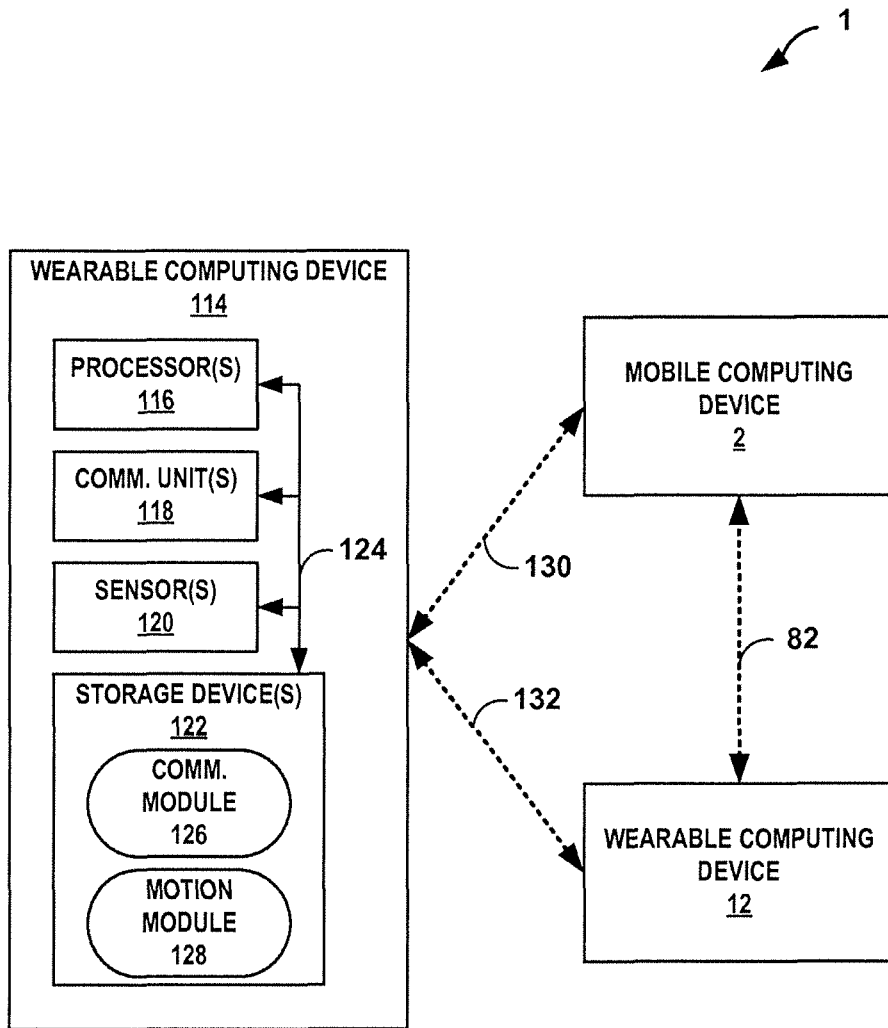 1
WEARABLE COMPUTING DEVICE
114
PROCESSOR(S)
116
COMM. UNIT(S)
118
SENSOR(S)
120
124
STORAGE DEVICE(S)
122
COMM.
MODULE
126
MOTION
MODULE
128
130
132
MOBILE COMPUTING
DEVICE
2
82
WEARABLE COMPUTING
DEVICE
12